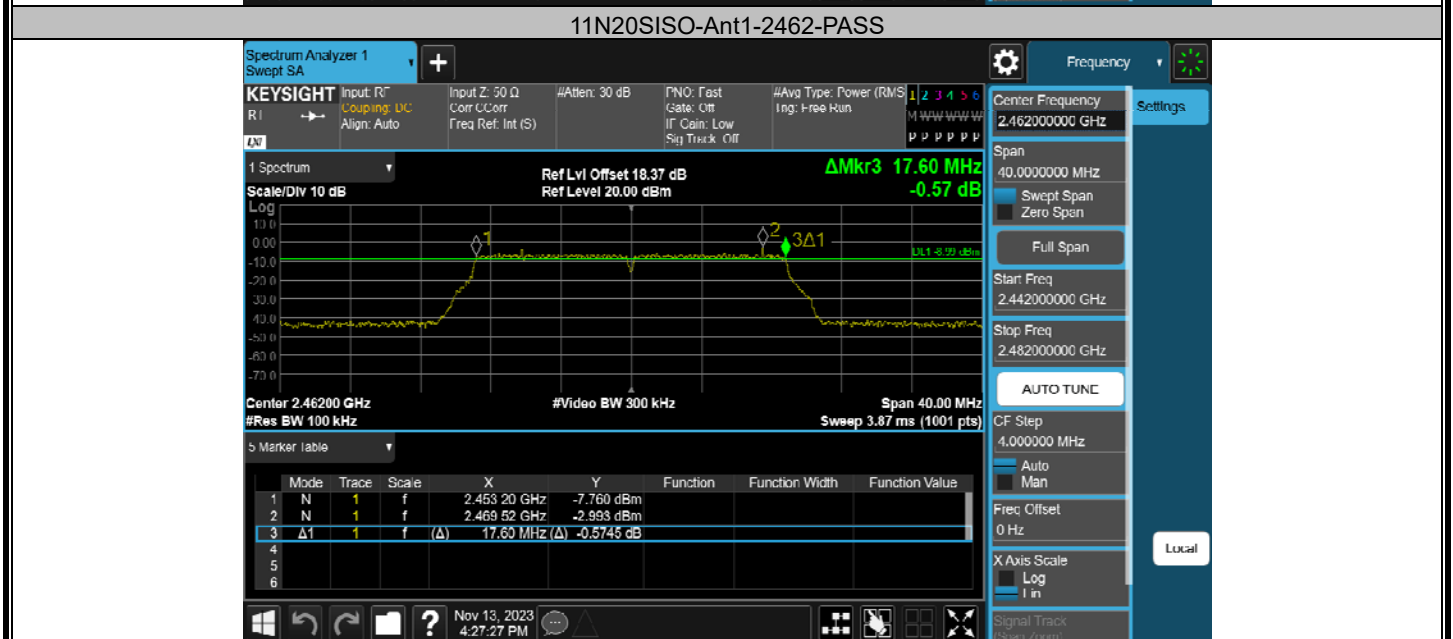 11N20SISO-Ant1-2462-PASS
Spectrum Analyzer 1
Swept SA
+
Frequency
KEYSIGHT
Input: RF
Coupling: DC
Align: Auto
Input Z: 50 Ω
Corr CCorr
Freq Ref: Int (S)
#Atten: 30 dB
PNO: Fast
Gate: Off
IF Gain: Low
Sig Track: Off
#Avg Type: Power (RMS
Trig: Free Run
1 2 3 4 5 6
M W W W W W
P P P P P P
LXI
Center Frequency
2.462000000 GHz
Settings
Span
40.0000000 MHz
Swept Span
Zero Span
Full Span
Start Freq
2.442000000 GHz
Stop Freq
2.482000000 GHz
AUTO TUNE
CF Step
4.000000 MHz
Auto
Man
Freq Offset
0 Hz
X Axis Scale
Log
Lin
Signal Track
(Span Zoom)
Local
1 Spectrum
Scale/Div 10 dB
Ref Lvl Offset 18.37 dB
Ref Level 20.00 dBm
ΔMkr3 17.60 MHz
-0.57 dB
Log
10.0
0.00
-10.0
-20.0
-30.0
-40.0
-50.0
-60.0
-70.0
1
2
3Δ1
DL1 -8.99 dBm
Center 2.46200 GHz
#Video BW 300 kHz
Span 40.00 MHz
#Res BW 100 kHz
Sweep 3.87 ms (1001 pts)
5 Marker Table
Mode Trace Scale X Y Function Function Width Function Value
1 N 1 f 2.453 20 GHz -7.760 dBm
2 N 1 f 2.469 52 GHz -2.993 dBm
3 Δ1 1 f (Δ) 17.60 MHz (Δ) -0.5745 dB
4
5
6
?
Nov 13, 2023
4:27:27 PM